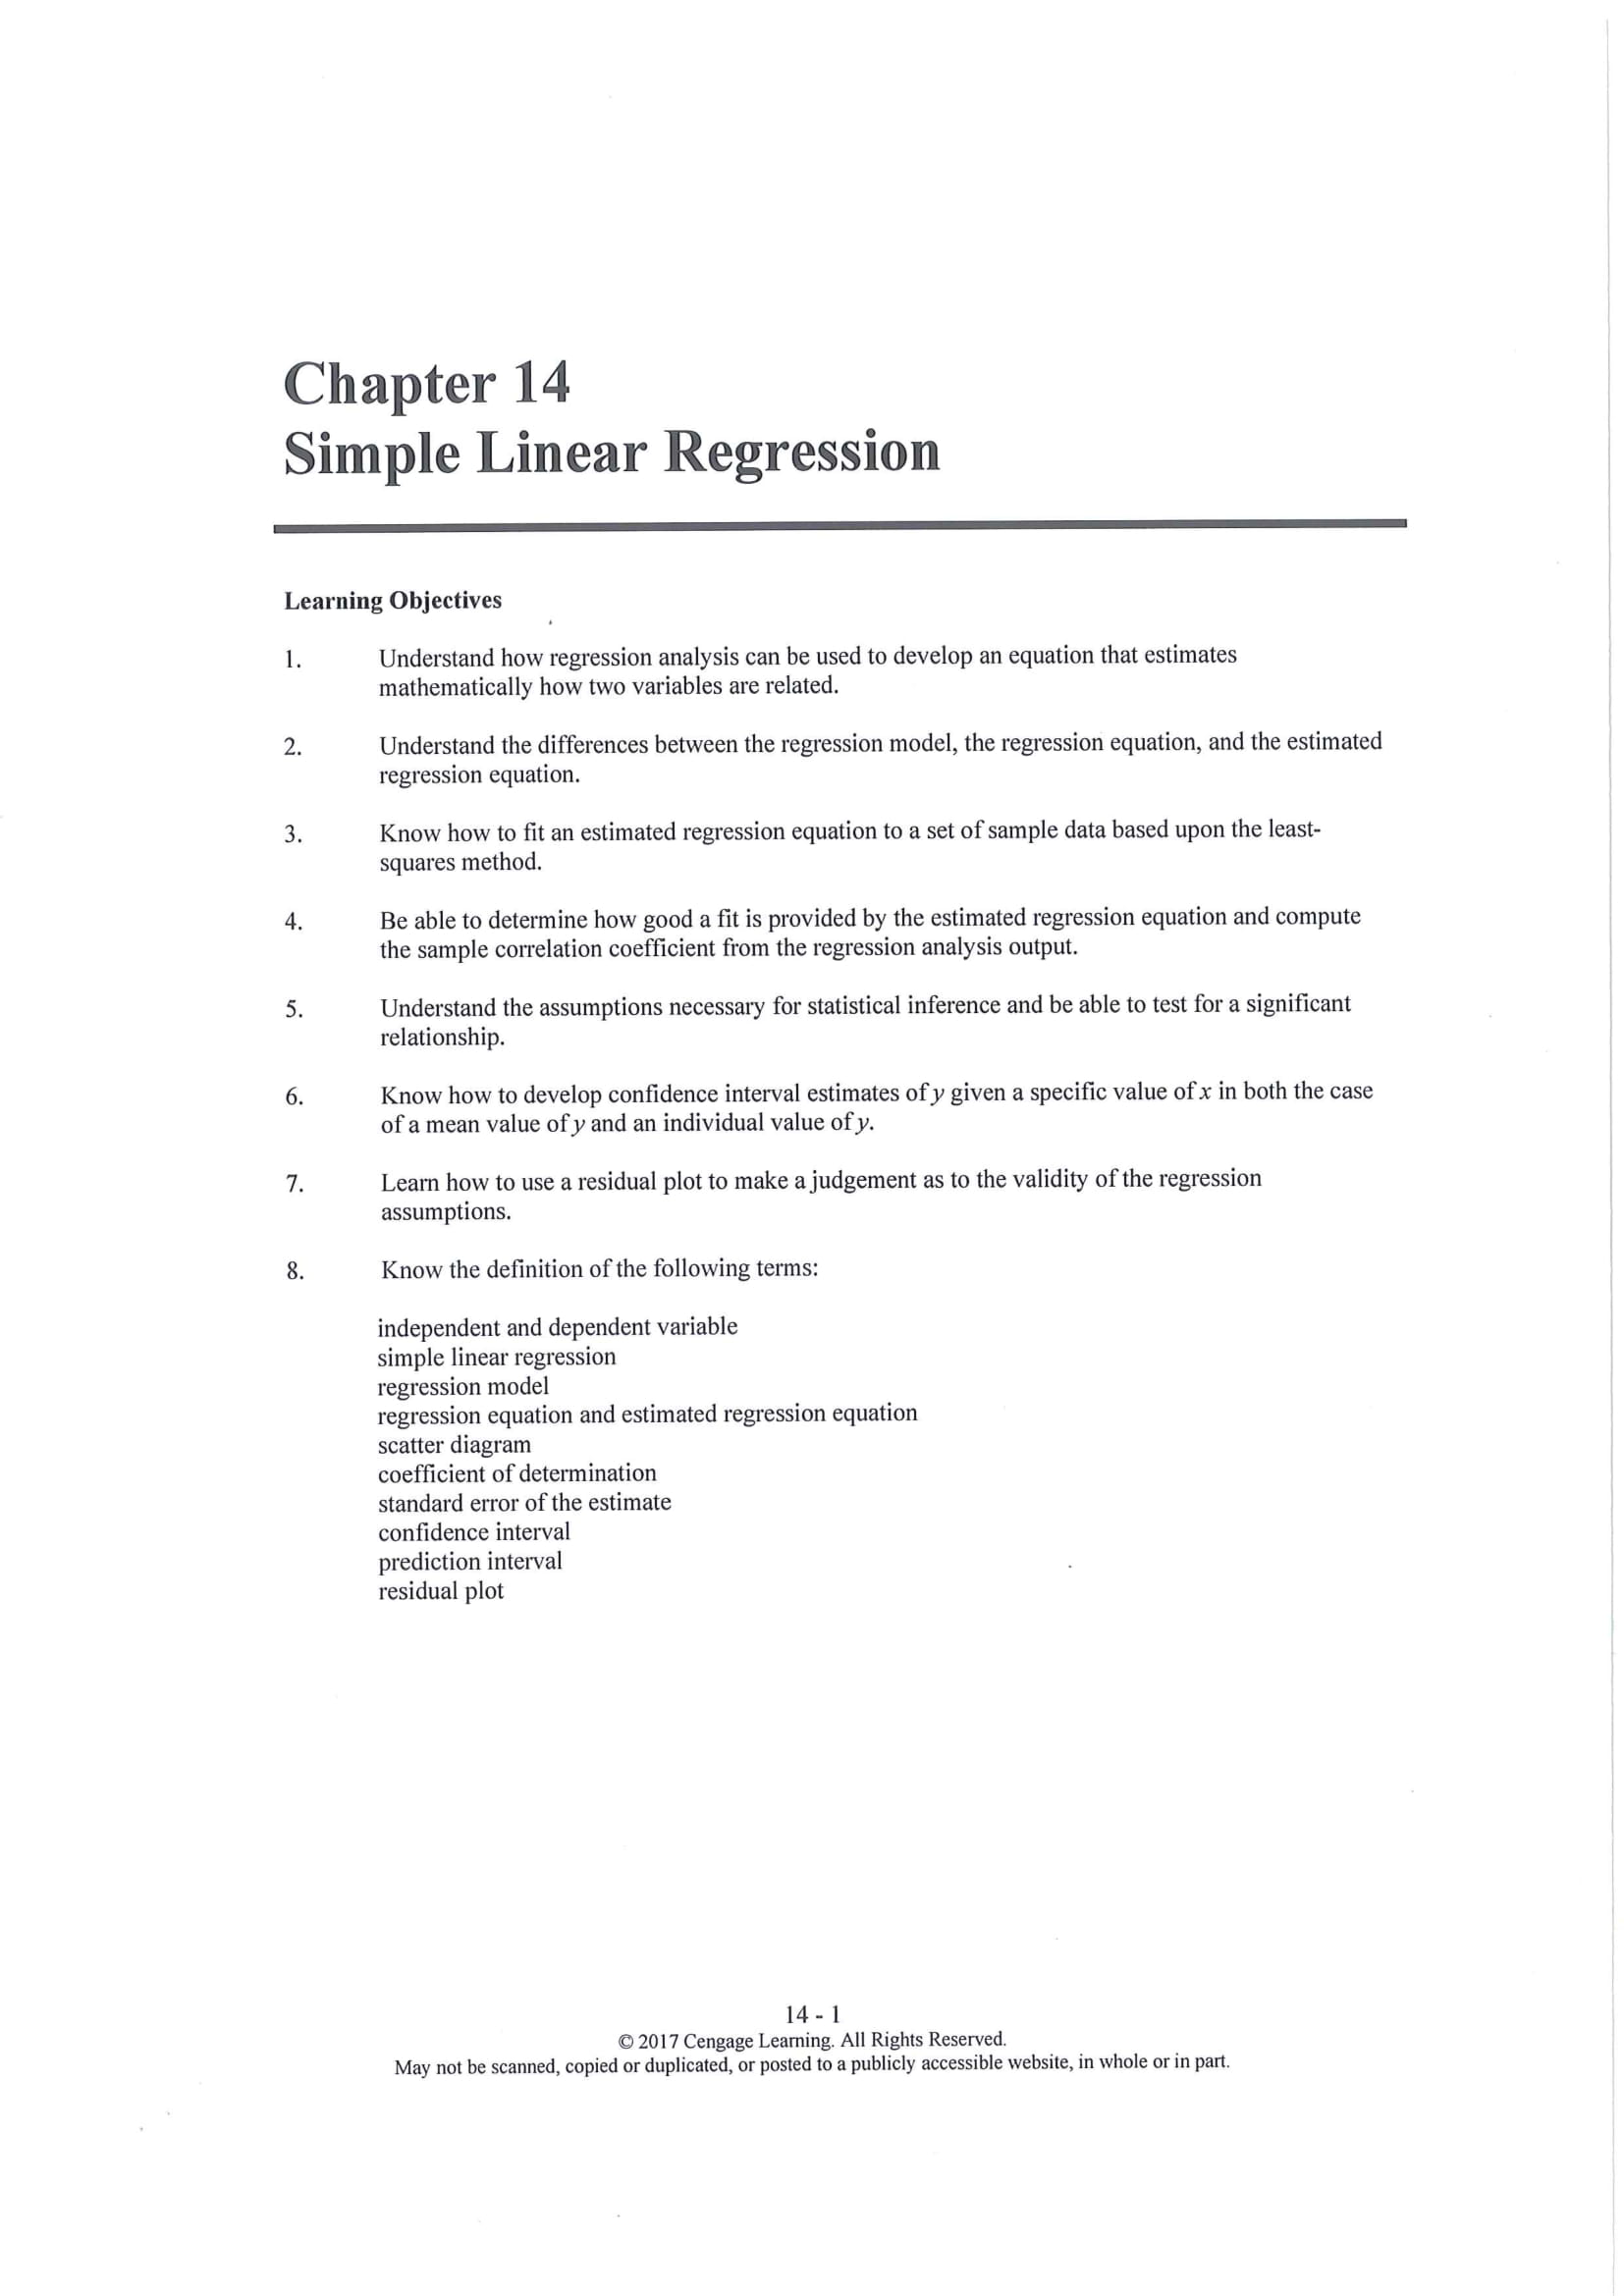 Chapter 14
Simple Linear Regression
Learning Objectives
1. Understand how regression analysis can be used to develop an equation that estimates
mathematically how two variables are related.
2. Understand the differences between the regression model, the regression equation, and the estimated
regression equation.
3. Know how to fit an estimated regression equation to a set of sample data based upon the least-
squares method.
4. Be able to determine how good a fit is provided by the estimated regression equation and compute
the sample correlation coefficient from the regression analysis output.
5. Understand the assumptions necessary for statistical inference and be able to test for a significant
relationship.
6. Know how to develop confidence interval estimates of y given a specific value of x in both the case
of a mean value of y and an individual value of y.
7. Learn how to use a residual plot to make a judgement as to the validity of the regression
assumptions.
8. Know the definition of the following terms:
independent and dependent variable
simple linear regression
regression model
regression equation and estimated regression equation
scatter diagram
coefficient of determination
standard error of the estimate
confidence interval
prediction interval
residual plot
14 - 1
© 2017 Cengage Learning. All Rights Reserved.
May not be scanned, copied or duplicated, or posted to a publicly accessible website, in whole or in part.